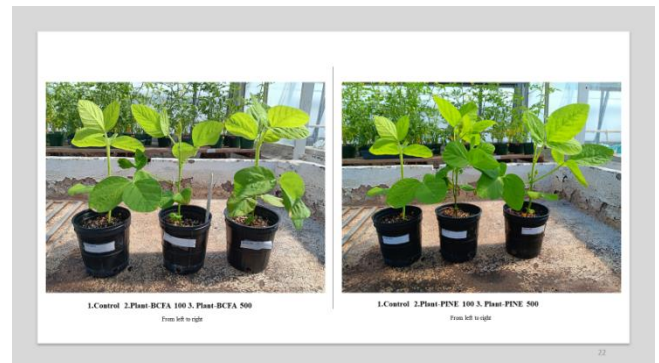 1.Control 2.Plant-BCFA 100 3. Plant-BCFA 500
From left to right
1.Control 2.Plant-PINE 100 3. Plant-PINE 500
From left to right
22